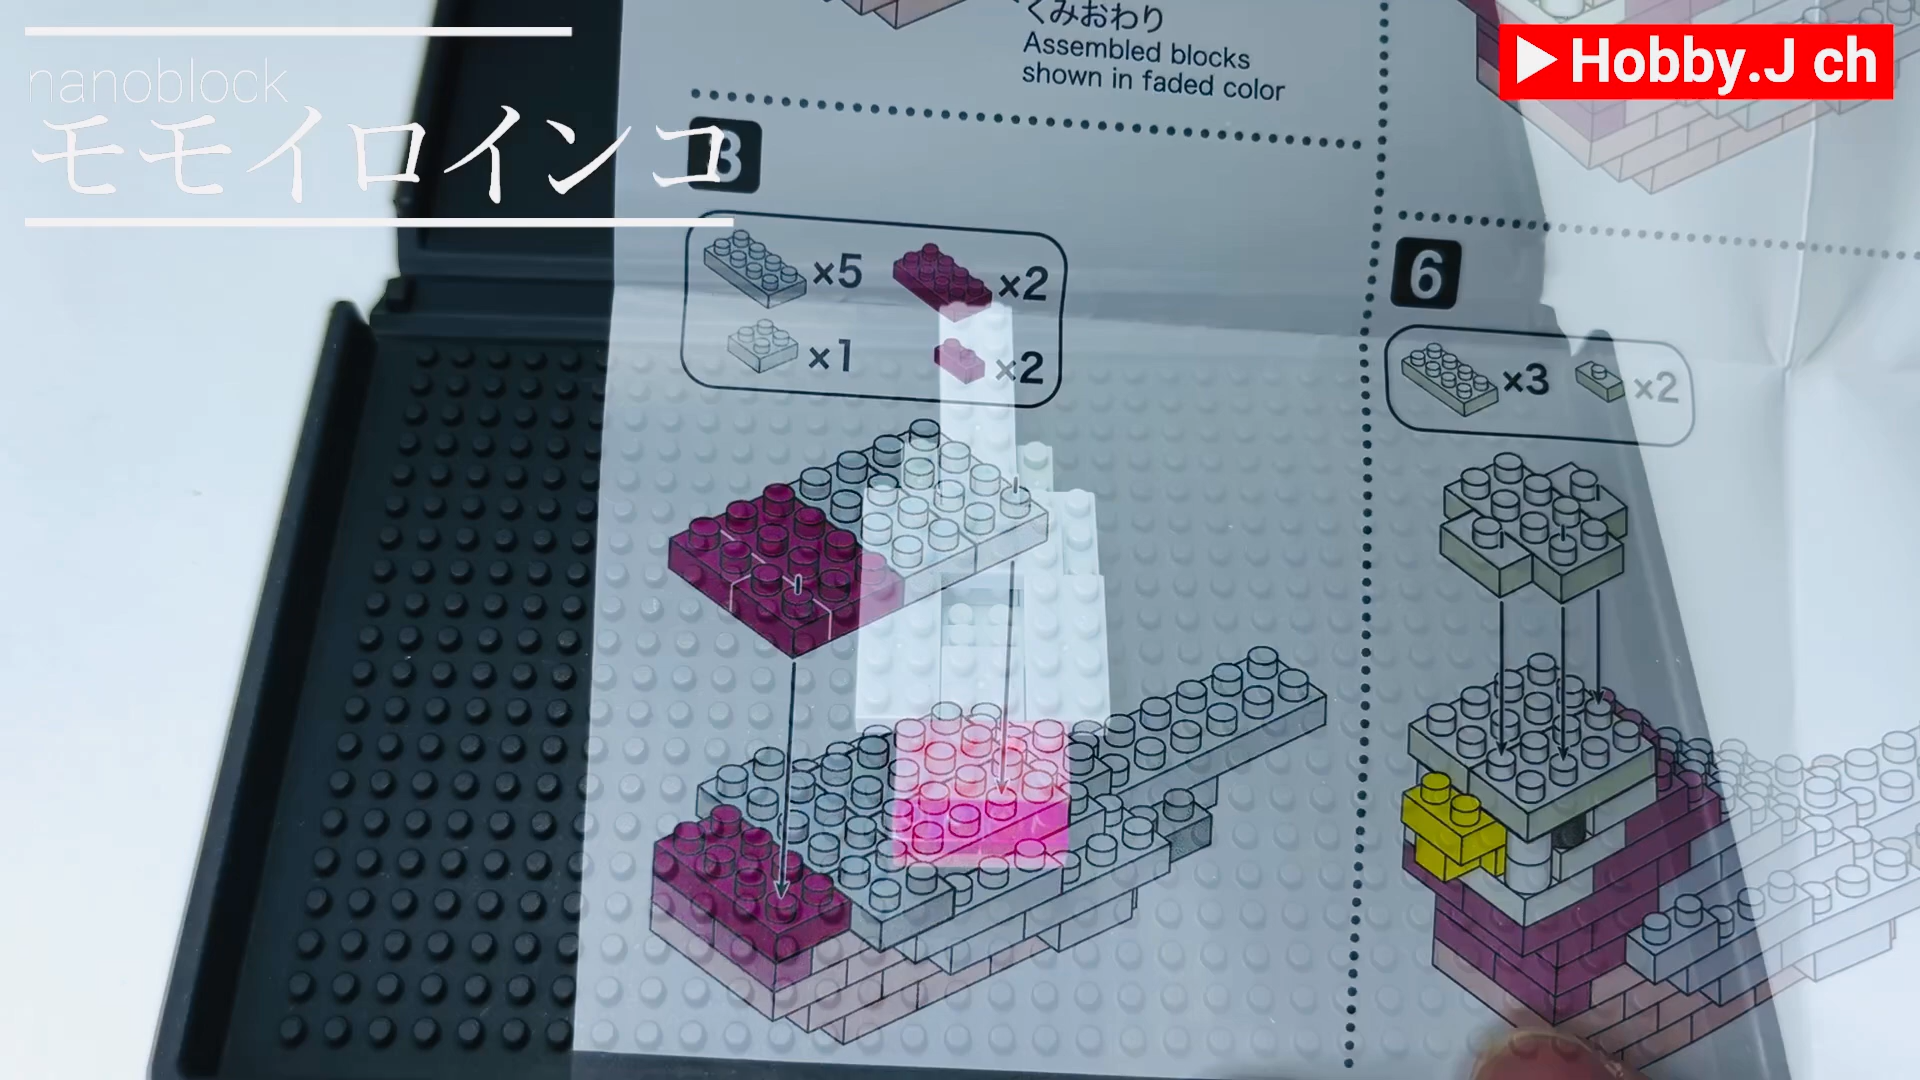 nanoblock
モモイロインコ
Hobby.J ch
くみおわり
Assembled blocks
shown in faded color
3
×5 ×2
×1 ×2
6
×3 ×2